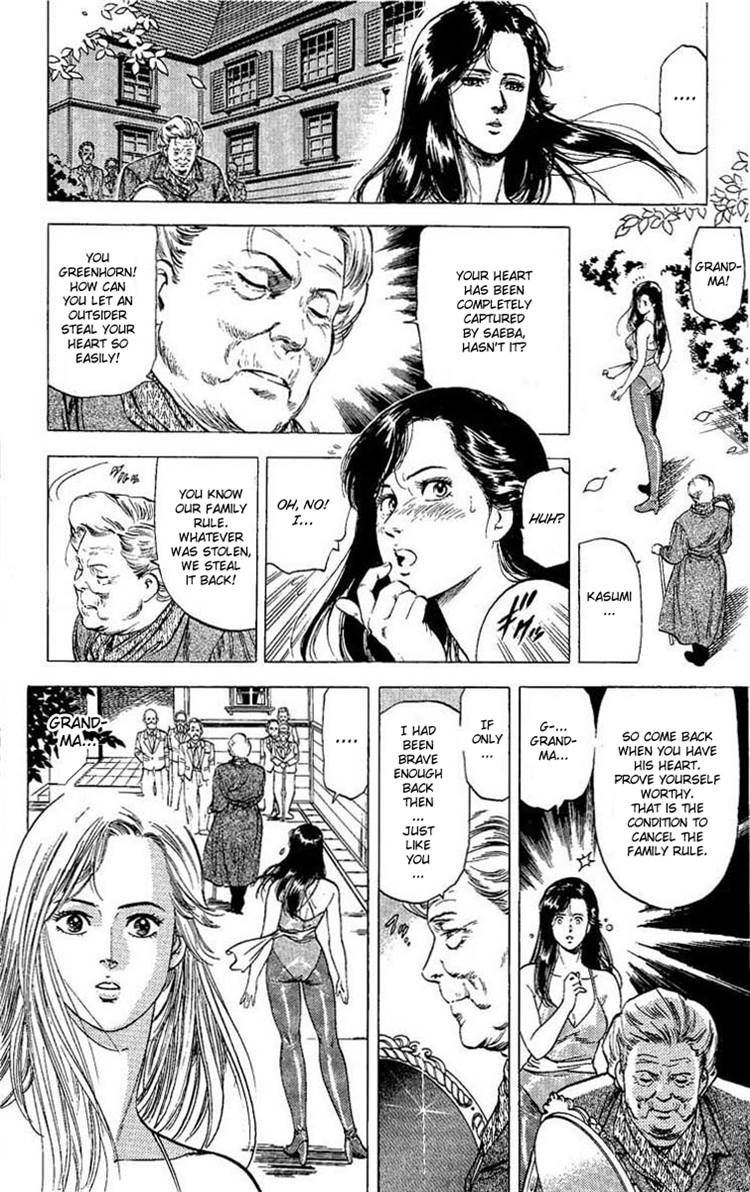 ....
GRAND-
MA!
YOUR HEART
HAS BEEN
COMPLETELY
CAPTURED
BY SAEBA,
HASN'T IT?
YOU
GREENHORN!
HOW CAN
YOU LET AN
OUTSIDER
STEAL YOUR
HEART SO
EASILY!
KASUMI
...
HUH?
OH, NO!
I...
YOU KNOW
OUR FAMILY
RULE.
WHATEVER
WAS STOLEN,
WE STEAL
IT BACK!
SO COME BACK
WHEN YOU HAVE
HIS HEART.
PROVE YOURSELF
WORTHY.
THAT IS THE
CONDITION TO
CANCEL THE
FAMILY RULE.
G-...
GRAND-
MA...
IF
ONLY
...
I HAD
BEEN
BRAVE
ENOUGH
BACK
THEN
...
JUST
LIKE
YOU
...
....
GRAND-
MA...